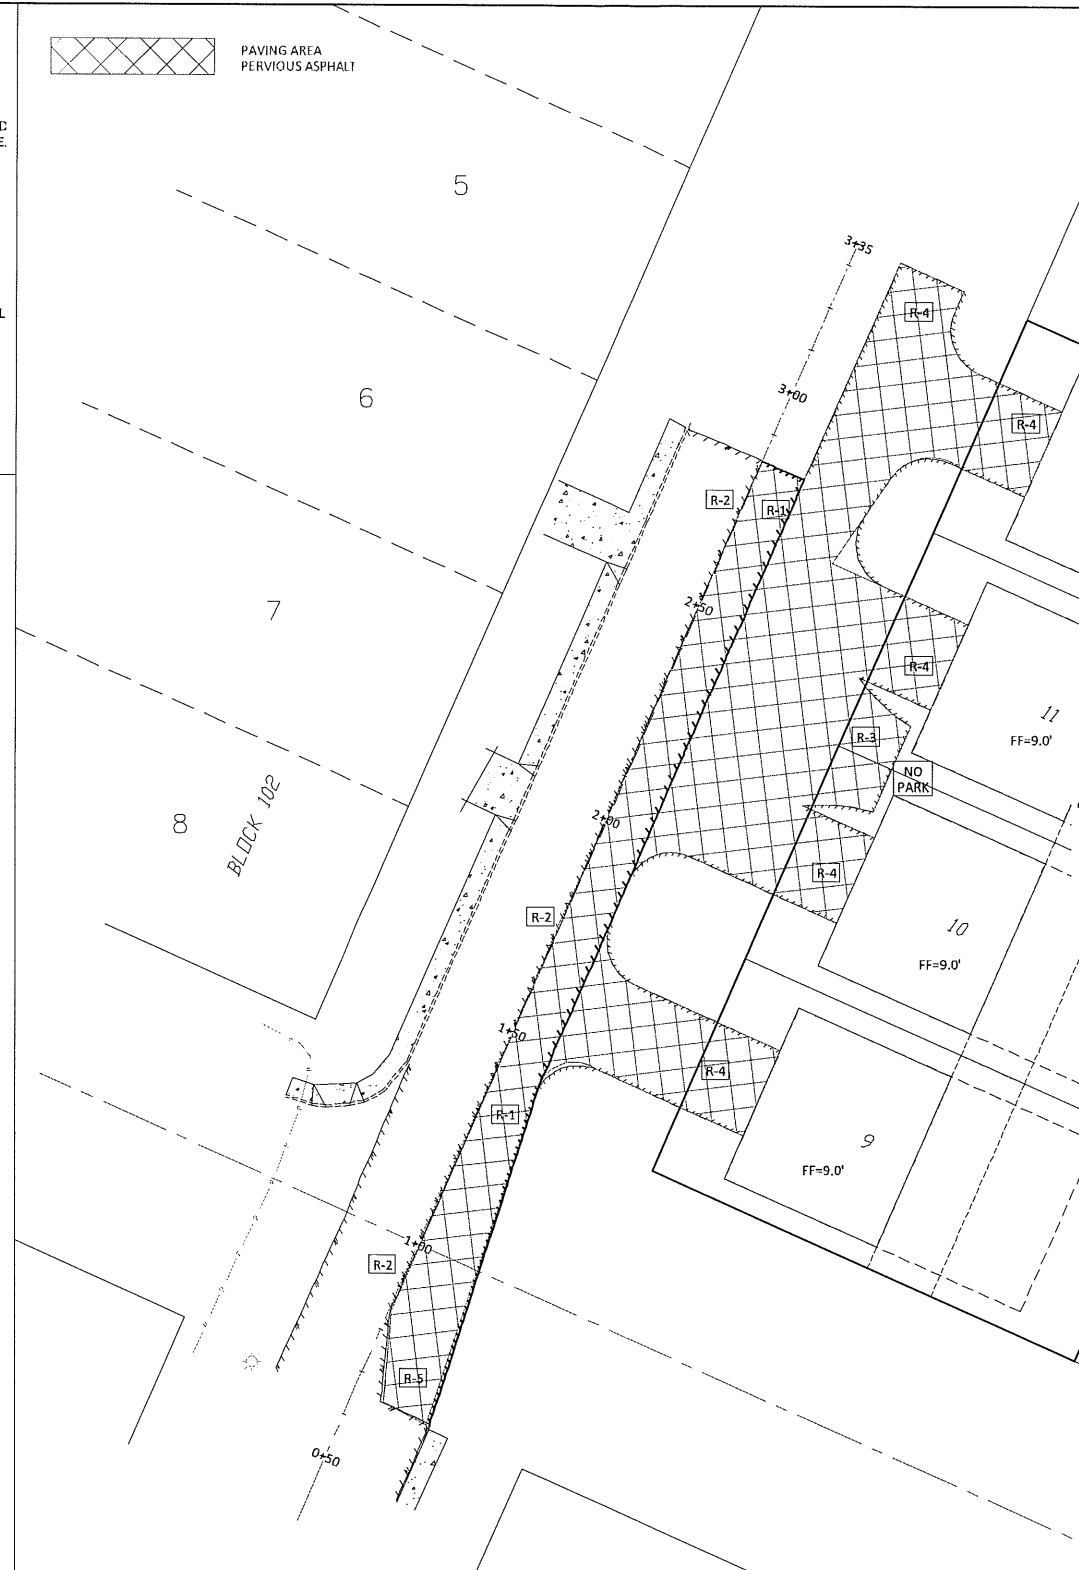 PAVING AREA
PERVIOUS ASPHALT
E.
L
5
3+35
R-4
6
3+00
R-4
R-2
R-1
7
2+50
R-4
11
FF=9.0'
R-3
NO
PARK
BLOCK 102
8
2+00
R-4
R-2
10
FF=9.0'
1+50
R-4
R-1
9
FF=9.0'
1+00
R-2
R-5
0+50